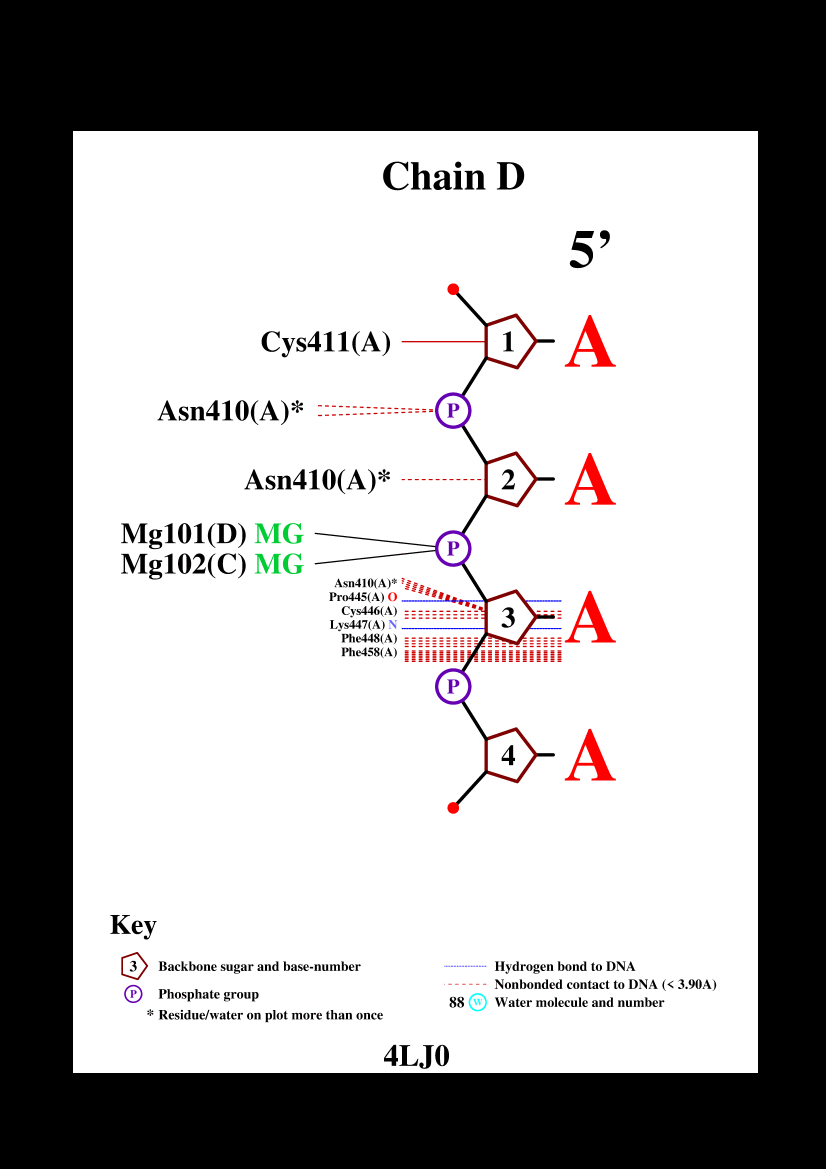 Chain D
5’
Cys411(A) 1 A
P
Asn410(A)*
Asn410(A)* 2 A
P
Mg101(D) MG
Mg102(C) MG
Asn410(A)*
Pro445(A) O
Cys446(A)
3 A
Lys447(A) N
Phe448(A)
Phe458(A)
P
4 A
Key
3 Backbone sugar and base-number
P Phosphate group
* Residue/water on plot more than once
Hydrogen bond to DNA
Nonbonded contact to DNA (< 3.90A)
88 W Water molecule and number
4LJ0